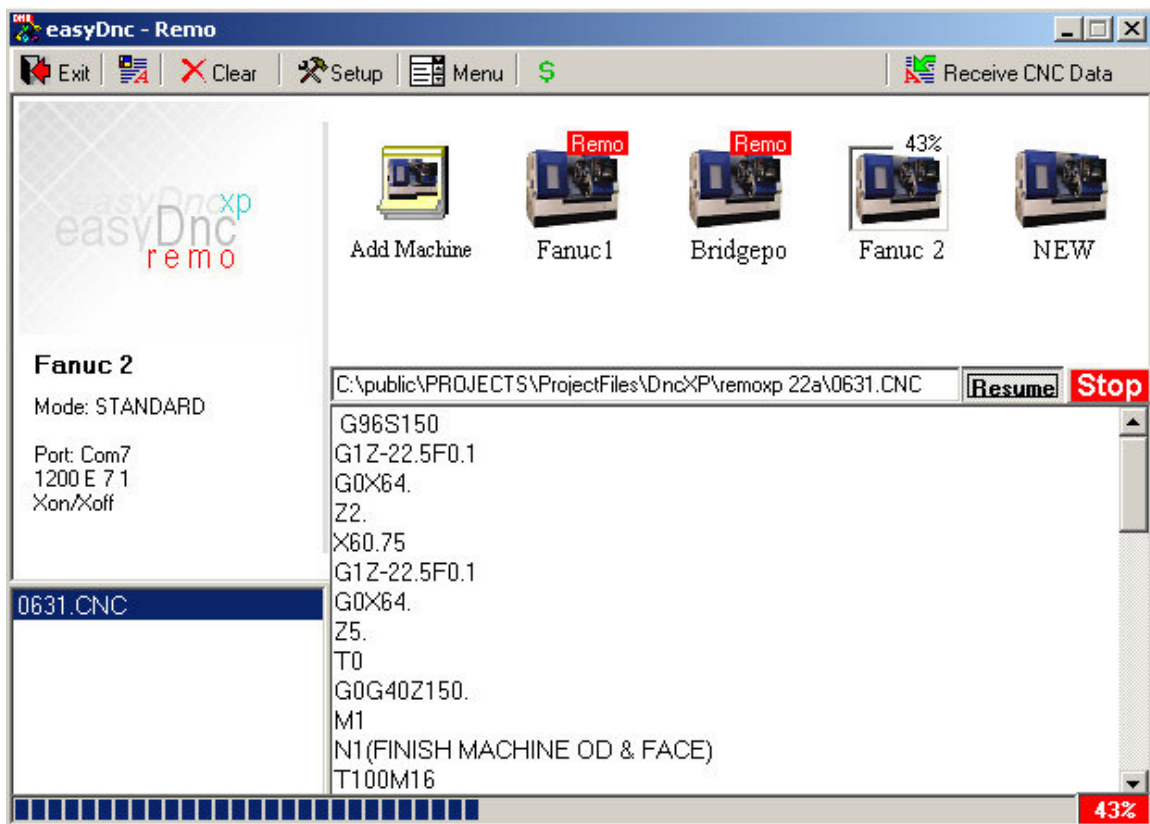 easyDnc - Remo
Exit Clear Setup Menu $ Receive CNC Data
easyDncxp
easyDnc
remo
Remo Remo 43%
Add Machine Fanuc1 Bridgepo Fanuc 2 NEW
Fanuc 2
Mode: STANDARD
Port: Com7
1200 E 7 1
Xon/Xoff
0631.CNC
C:\public\PROJECTS\ProjectFiles\DncXP\remoxp 22a\0631.CNC Resume Stop
G96S150
G1Z-22.5F0.1
G0X64.
Z2.
X60.75
G1Z-22.5F0.1
G0X64.
Z5.
T0
G0G40Z150.
M1
N1(FINISH MACHINE OD & FACE)
T100M16
43%